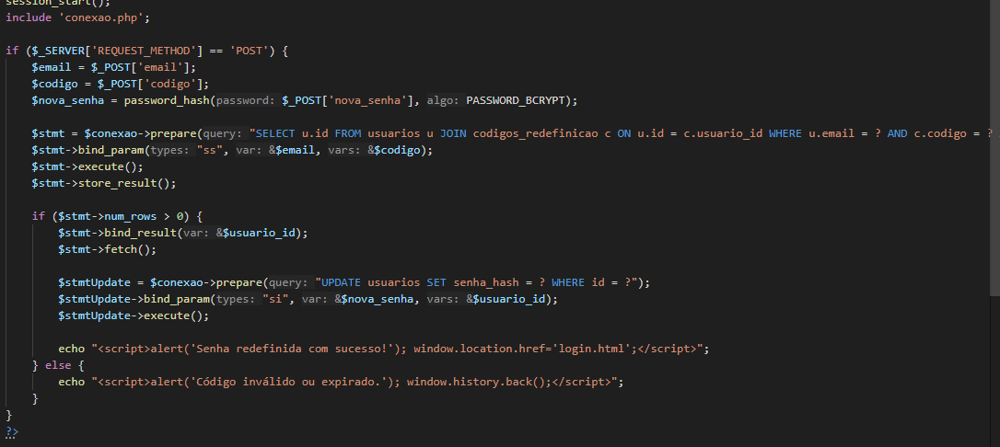 session_start();
include 'conexao.php';
if ($_SERVER['REQUEST_METHOD'] == 'POST') {
$email = $_POST['email'];
$codigo = $_POST['codigo'];
$nova_senha = password_hash(password: $_POST['nova_senha'], algo: PASSWORD_BCRYPT);
$stmt = $conexao->prepare(query: "SELECT u.id FROM usuarios u JOIN codigos_redefinicao c ON u.id = c.usuario_id WHERE u.email = ? AND c.codigo = ?
$stmt->bind_param(types: "ss", var: &$email, vars: &$codigo);
$stmt->execute();
$stmt->store_result();
if ($stmt->num_rows > 0) {
$stmt->bind_result(var: &$usuario_id);
$stmt->fetch();
$stmtUpdate = $conexao->prepare(query: "UPDATE usuarios SET senha_hash = ? WHERE id = ?");
$stmtUpdate->bind_param(types: "si", var: &$nova_senha, vars: &$usuario_id);
$stmtUpdate->execute();
echo "<script>alert('Senha redefinida com sucesso!'); window.location.href='login.html';</script>";
} else {
echo "<script>alert('Código inválido ou expirado.'); window.history.back();</script>";
}
}
?>